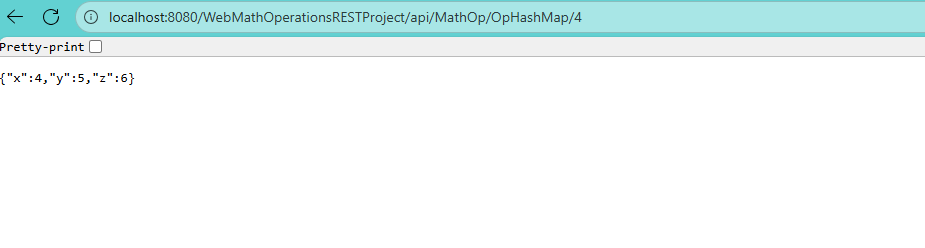 localhost:8080/WebMathOperationsRESTProject/api/MathOp/OpHashMap/4
Pretty-print
{"x":4,"y":5,"z":6}